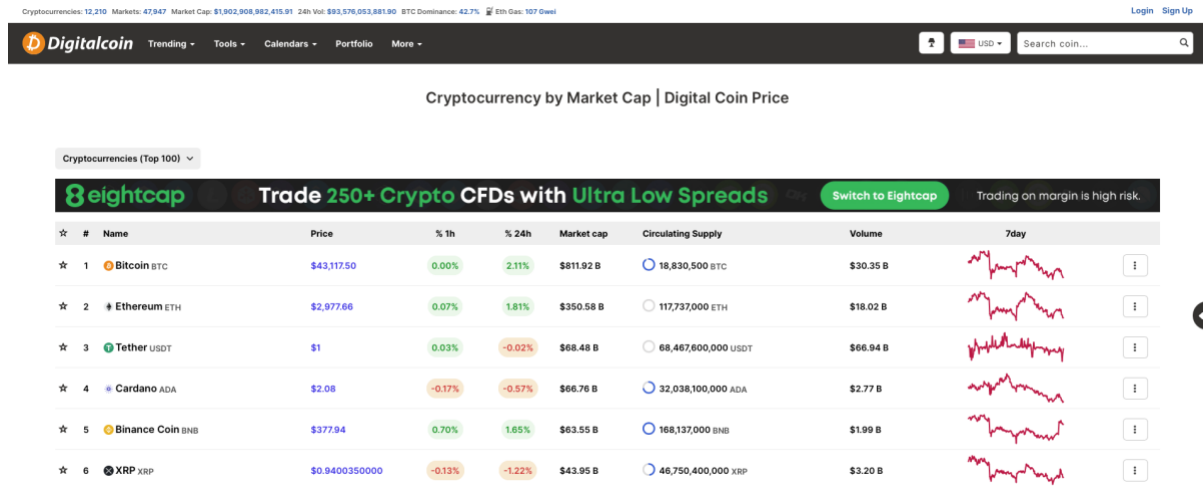 Cryptocurrencies: 12,210 Markets: 47,947 Market Cap: $1,902,908,982,415.91 24h Vol: $93,576,053,881.90 BTC Dominance: 42.7% Eth Gas: 107 Gwei Login Sign Up
Digitalcoin Trending Tools Calendars Portfolio More USD Search coin...
Cryptocurrency by Market Cap | Digital Coin Price
Cryptocurrencies (Top 100)
8 eightcap Trade 250+ Crypto CFDs with Ultra Low Spreads Switch to Eightcap Trading on margin is high risk.
# Name Price % 1h % 24h Market cap Circulating Supply Volume 7day
1 Bitcoin BTC $43,117.50 0.00% 2.11% $811.92 B 18,830,500 BTC $30.35 B
2 Ethereum ETH $2,977.66 0.07% 1.81% $350.58 B 117,737,000 ETH $18.02 B
3 Tether USDT $1 0.03% -0.02% $68.48 B 68,467,600,000 USDT $66.94 B
4 Cardano ADA $2.08 -0.17% -0.57% $66.76 B 32,038,100,000 ADA $2.77 B
5 Binance Coin BNB $377.94 0.70% 1.65% $63.55 B 168,137,000 BNB $1.99 B
6 XRP XRP $0.9400350000 -0.13% -1.22% $43.95 B 46,750,400,000 XRP $3.20 B